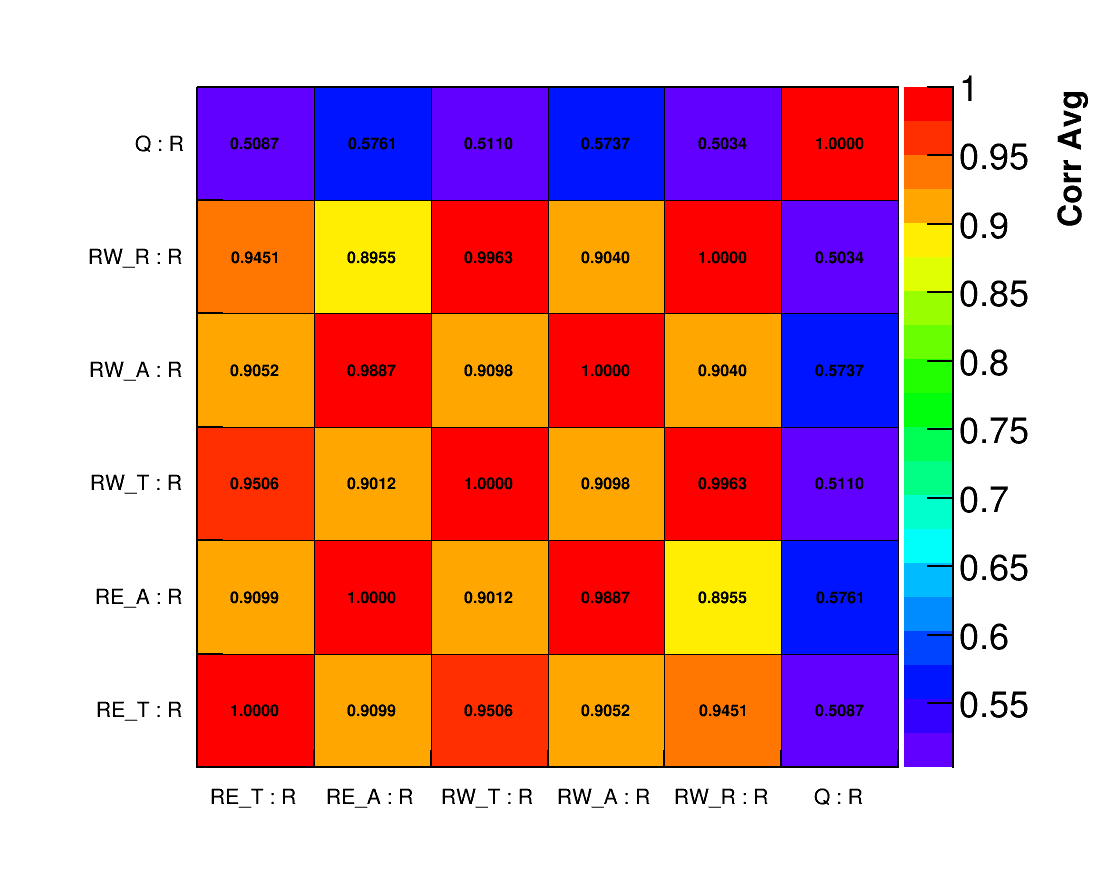 1
Corr Avg
Q : R 0.5087 0.5761 0.5110 0.5737 0.5034 1.0000
0.95
0.9
RW_R : R 0.9451 0.8955 0.9963 0.9040 1.0000 0.5034
0.85
RW_A : R 0.9052 0.9887 0.9098 1.0000 0.9040 0.5737
0.8
0.75
RW_T : R 0.9506 0.9012 1.0000 0.9098 0.9963 0.5110
0.7
0.65
RE_A : R 0.9099 1.0000 0.9012 0.9887 0.8955 0.5761
0.6
RE_T : R 1.0000 0.9099 0.9506 0.9052 0.9451 0.5087
0.55
RE_T : R RE_A : R RW_T : R RW_A : R RW_R : R Q : R